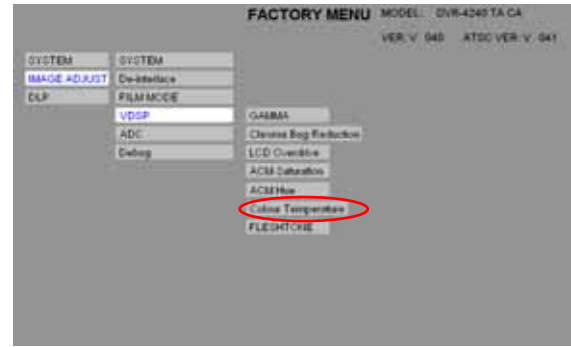 FACTORY MENU MODEL: DVR-4240 TA CA
VER: V 040 ATSC VER: V 041
SYSTEM SYSTEM
IMAGE ADJUST De-interlace
DLP FILM MODE
VDSP GAMMA
ADC Chroma Bog Reduction
Debug LCD Overdrive
ACM Saturation
ACM Hue
Colour Temperature
FLESHTONE